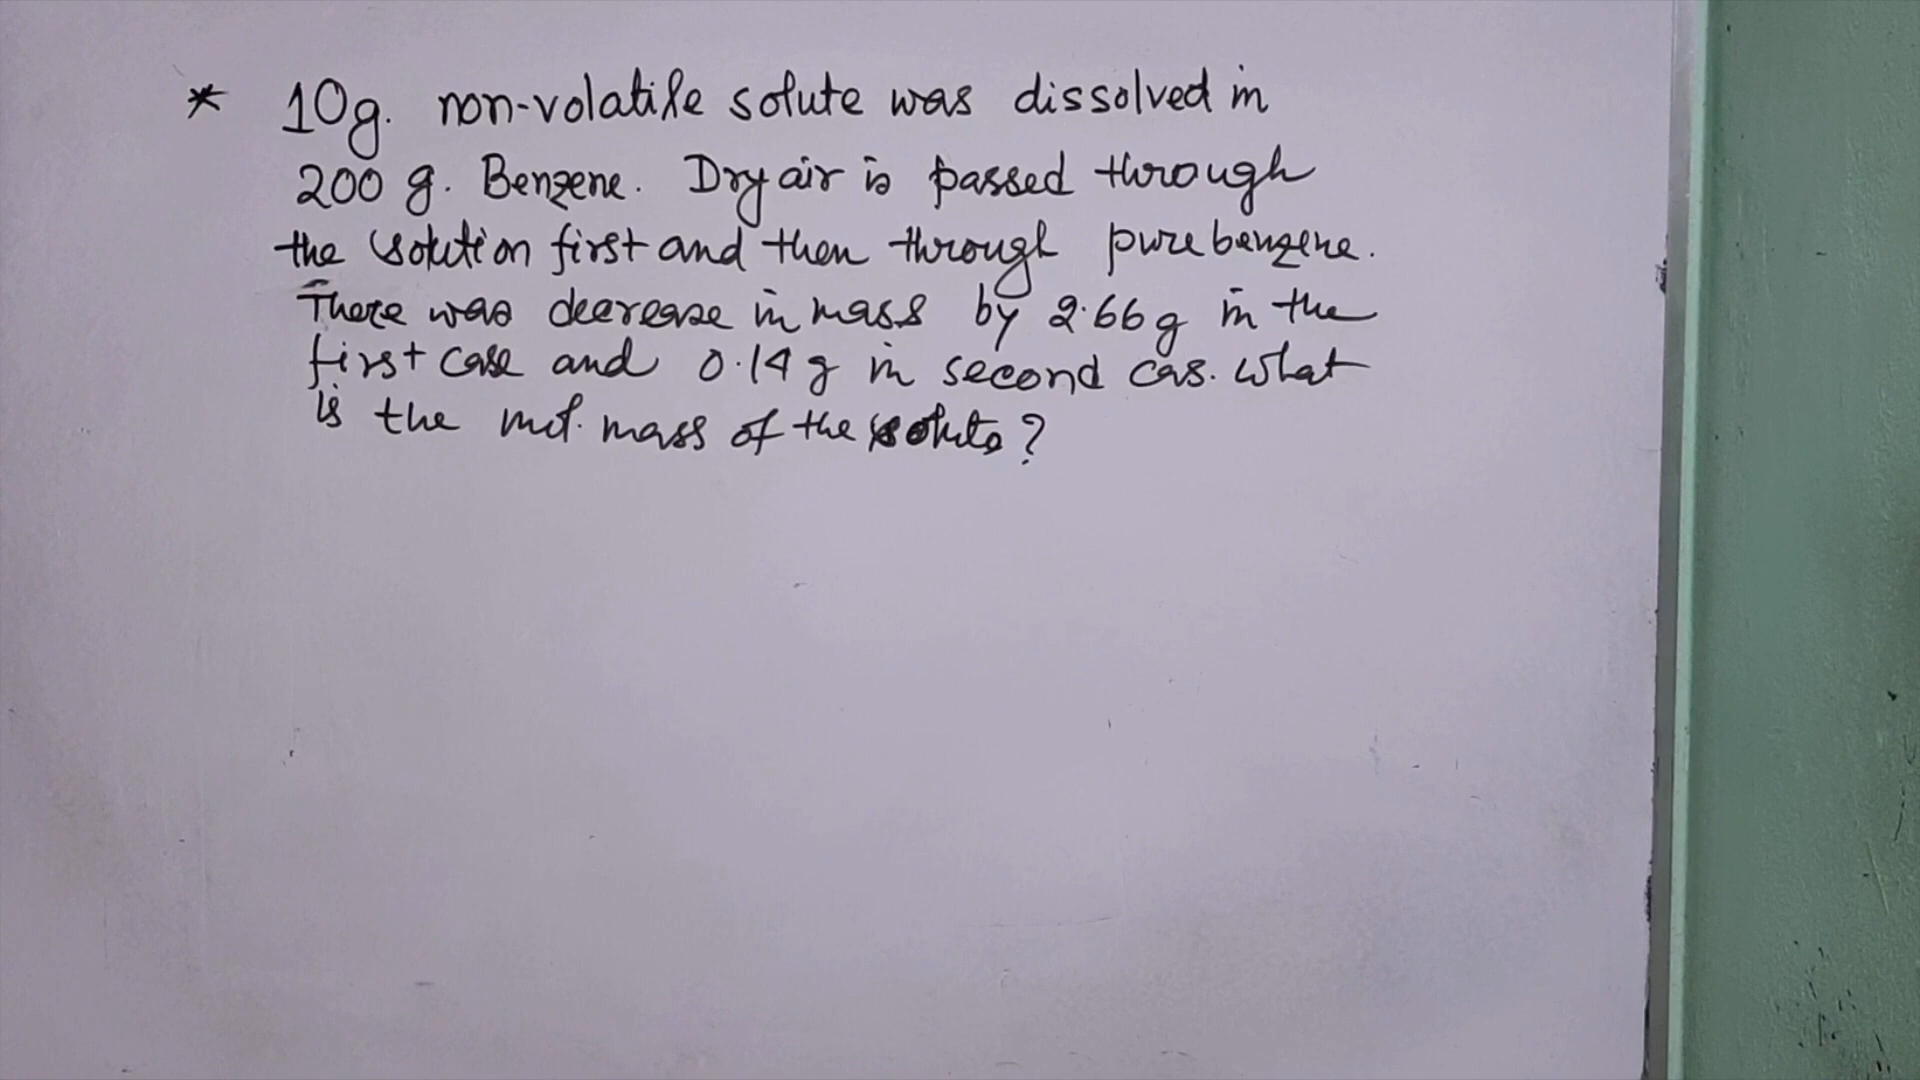 * 10g. non-volatile solute was dissolved in
200 g. Benzene. Dry air is passed through
the solution first and then through pure benzene.
There was decrease in mass by 2.66g in the
first case and 0.14 g in second cas. what
is the mol. mass of the solute?